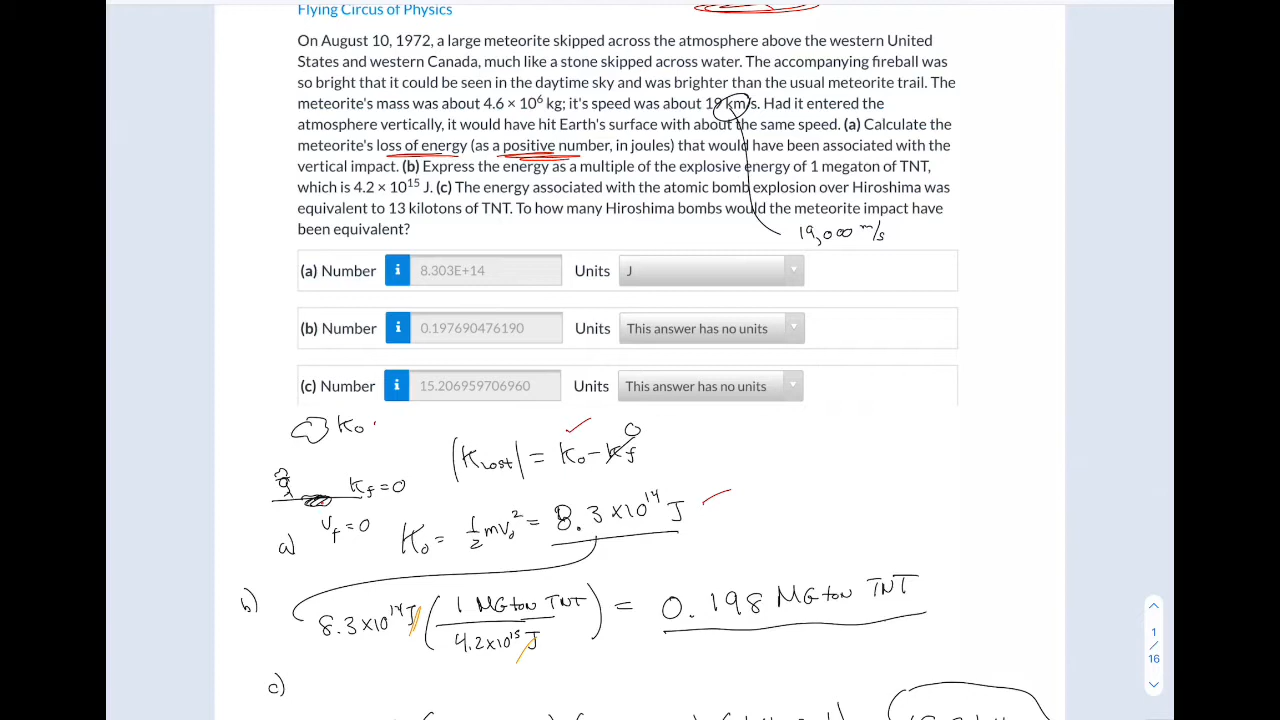 Flying Circus of Physics
On August 10, 1972, a large meteorite skipped across the atmosphere above the western United
States and western Canada, much like a stone skipped across water. The accompanying fireball was
so bright that it could be seen in the daytime sky and was brighter than the usual meteorite trail. The
meteorite's mass was about 4.6 × 10⁶ kg; it's speed was about 19 km/s. Had it entered the
atmosphere vertically, it would have hit Earth's surface with about the same speed. (a) Calculate the
meteorite's loss of energy (as a positive number, in joules) that would have been associated with the
vertical impact. (b) Express the energy as a multiple of the explosive energy of 1 megaton of TNT,
which is 4.2 × 10¹⁵ J. (c) The energy associated with the atomic bomb explosion over Hiroshima was
equivalent to 13 kilotons of TNT. To how many Hiroshima bombs would the meteorite impact have
been equivalent?
19,000 m/s
(a) Number i 8.303E+14 Units J
(b) Number i 0.197690476190 Units This answer has no units
(c) Number i 15.206959706960 Units This answer has no units
K₀
|K lost| = K₀ - Kf 0
Kf = 0
Vf = 0
a) K₀ = 1/2 mv₀² = 8.3 x 10¹⁴ J
b) 8.3 x 10¹⁴ J (1 MGton TNT / 4.2 x 10¹⁵ J) = 0.198 MGton TNT
c)
1
/
16